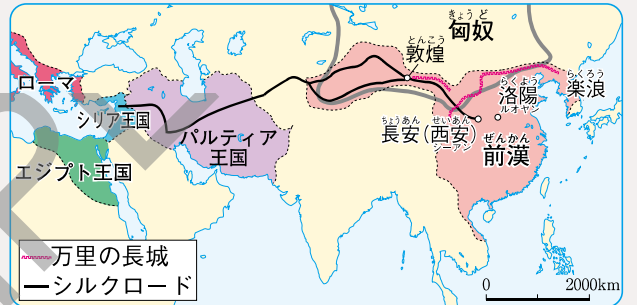 きょうど
匈奴
とんこう
敦煌
らくろう
楽浪
らくよう
洛陽
ルオヤン
ローマ
シリア王国
パルティア
王国
エジプト王国
ちょうあん せいあん
長安(西安)
シーアン
ぜんかん
前漢
万里の長城
シルクロード
0 2000km